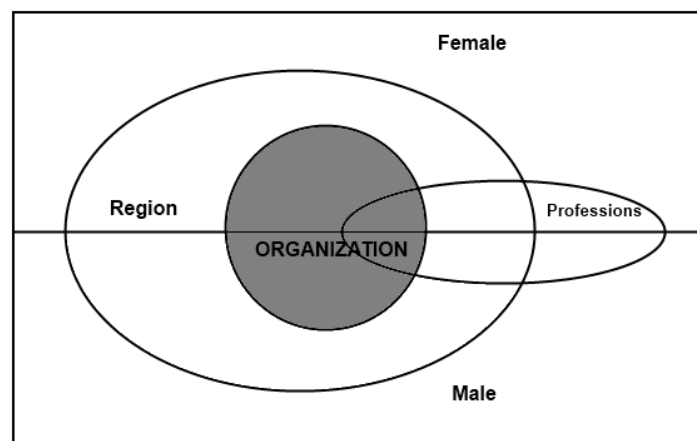 Female
Region
Professions
ORGANIZATION
Male